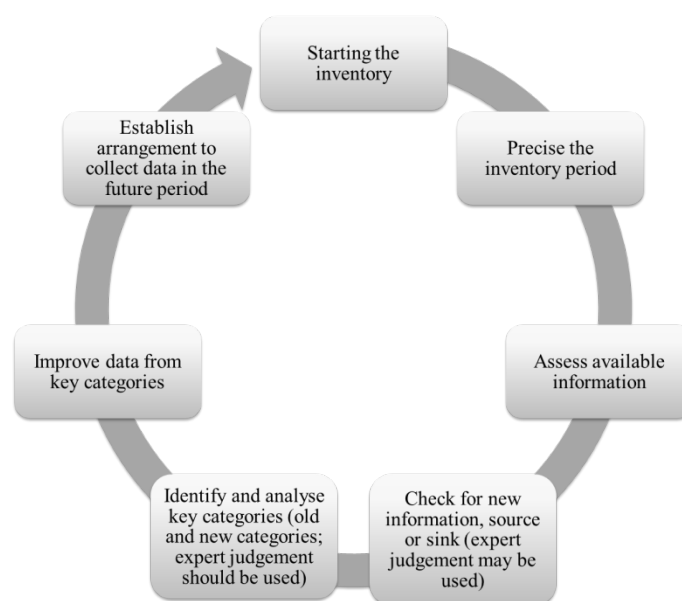 Starting the
inventory
Precise the
inventory period
Assess available
information
Check for new
information, source
or sink (expert
judgement may be
used)
Identify and analyse
key categories (old
and new categories;
expert judgement
should be used)
Improve data from
key categories
Establish
arrangement to
collect data in the
future period